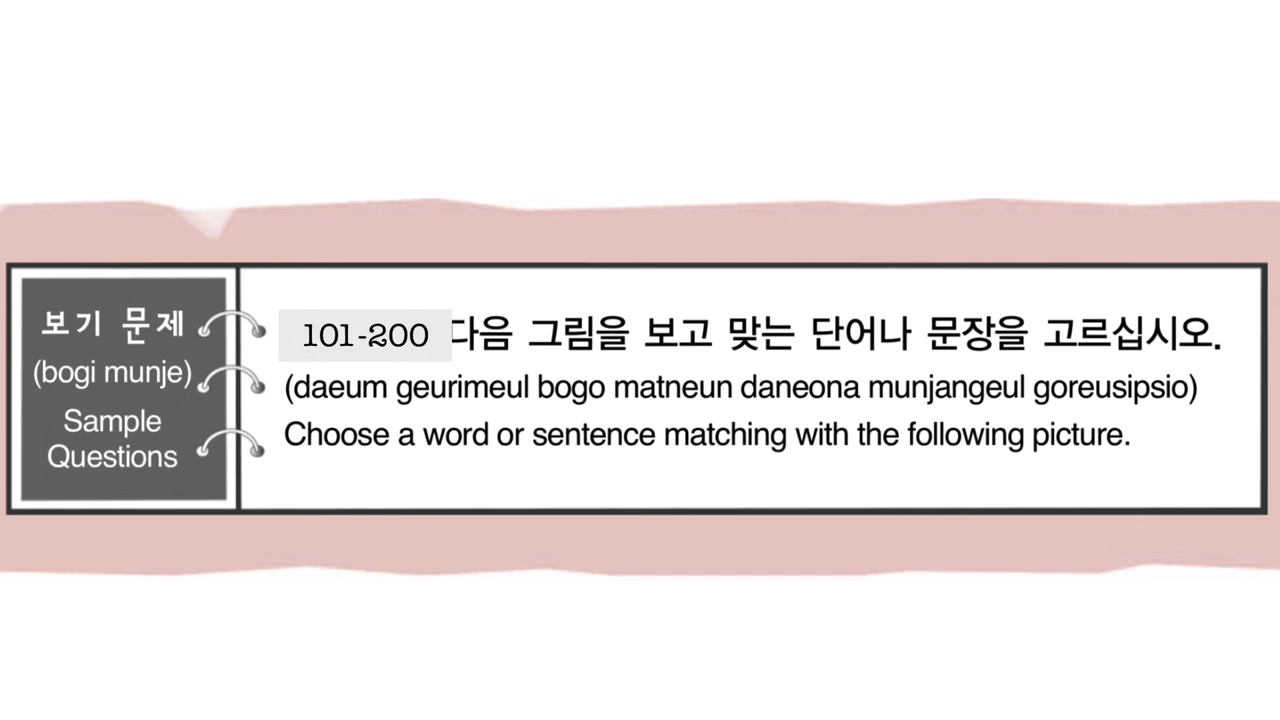 보기 문제
(bogi munje)
Sample
Questions
101-200 다음 그림을 보고 맞는 단어나 문장을 고르십시오.
(daeum geurimeul bogo matneun daneona munjangeul goreusipsio)
Choose a word or sentence matching with the following picture.